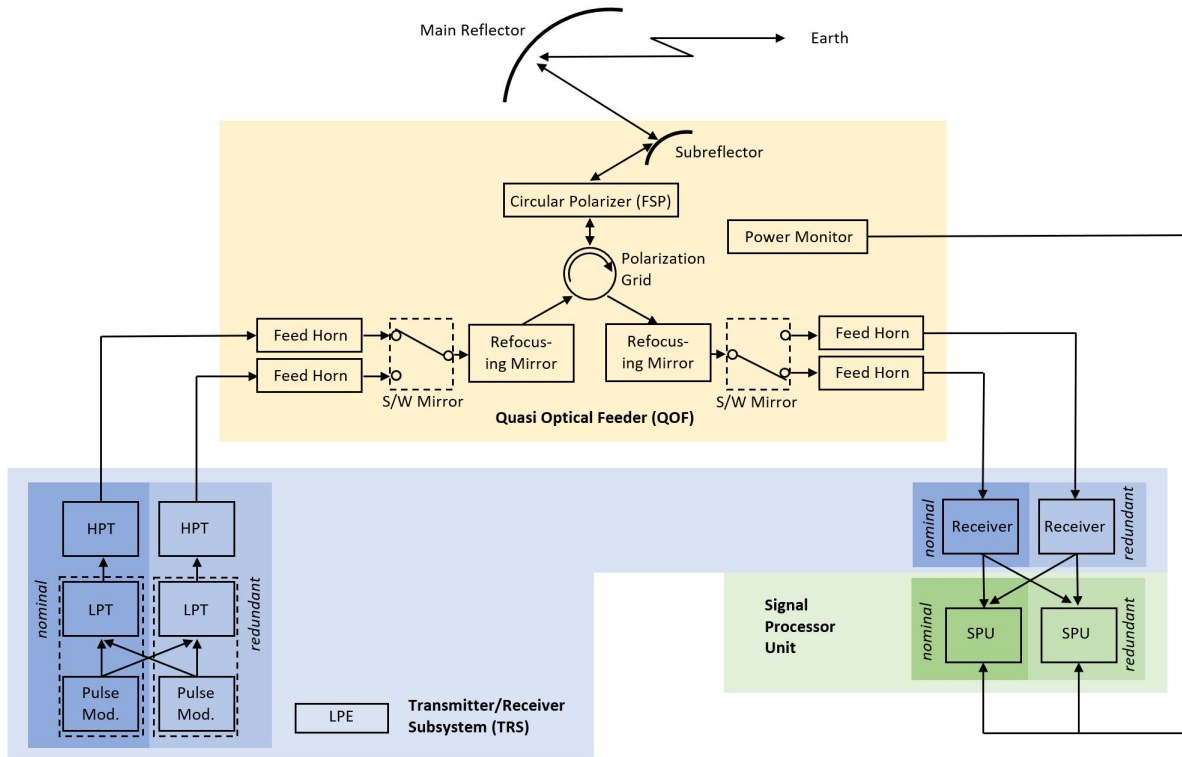 Main Reflector
Earth
Subreflector
Circular Polarizer (FSP)
Power Monitor
Polarization
Grid
Feed Horn
Feed Horn
S/W Mirror
Refocus-
ing Mirror
Refocus-
ing Mirror
S/W Mirror
Feed Horn
Feed Horn
Quasi Optical Feeder (QOF)
nominal
HPT
LPT
Pulse
Mod.
HPT
LPT
Pulse
Mod.
redundant
LPE
Transmitter/Receiver
Subsystem (TRS)
nominal
Receiver
Receiver
redundant
Signal
Processor
Unit
nominal
SPU
SPU
redundant